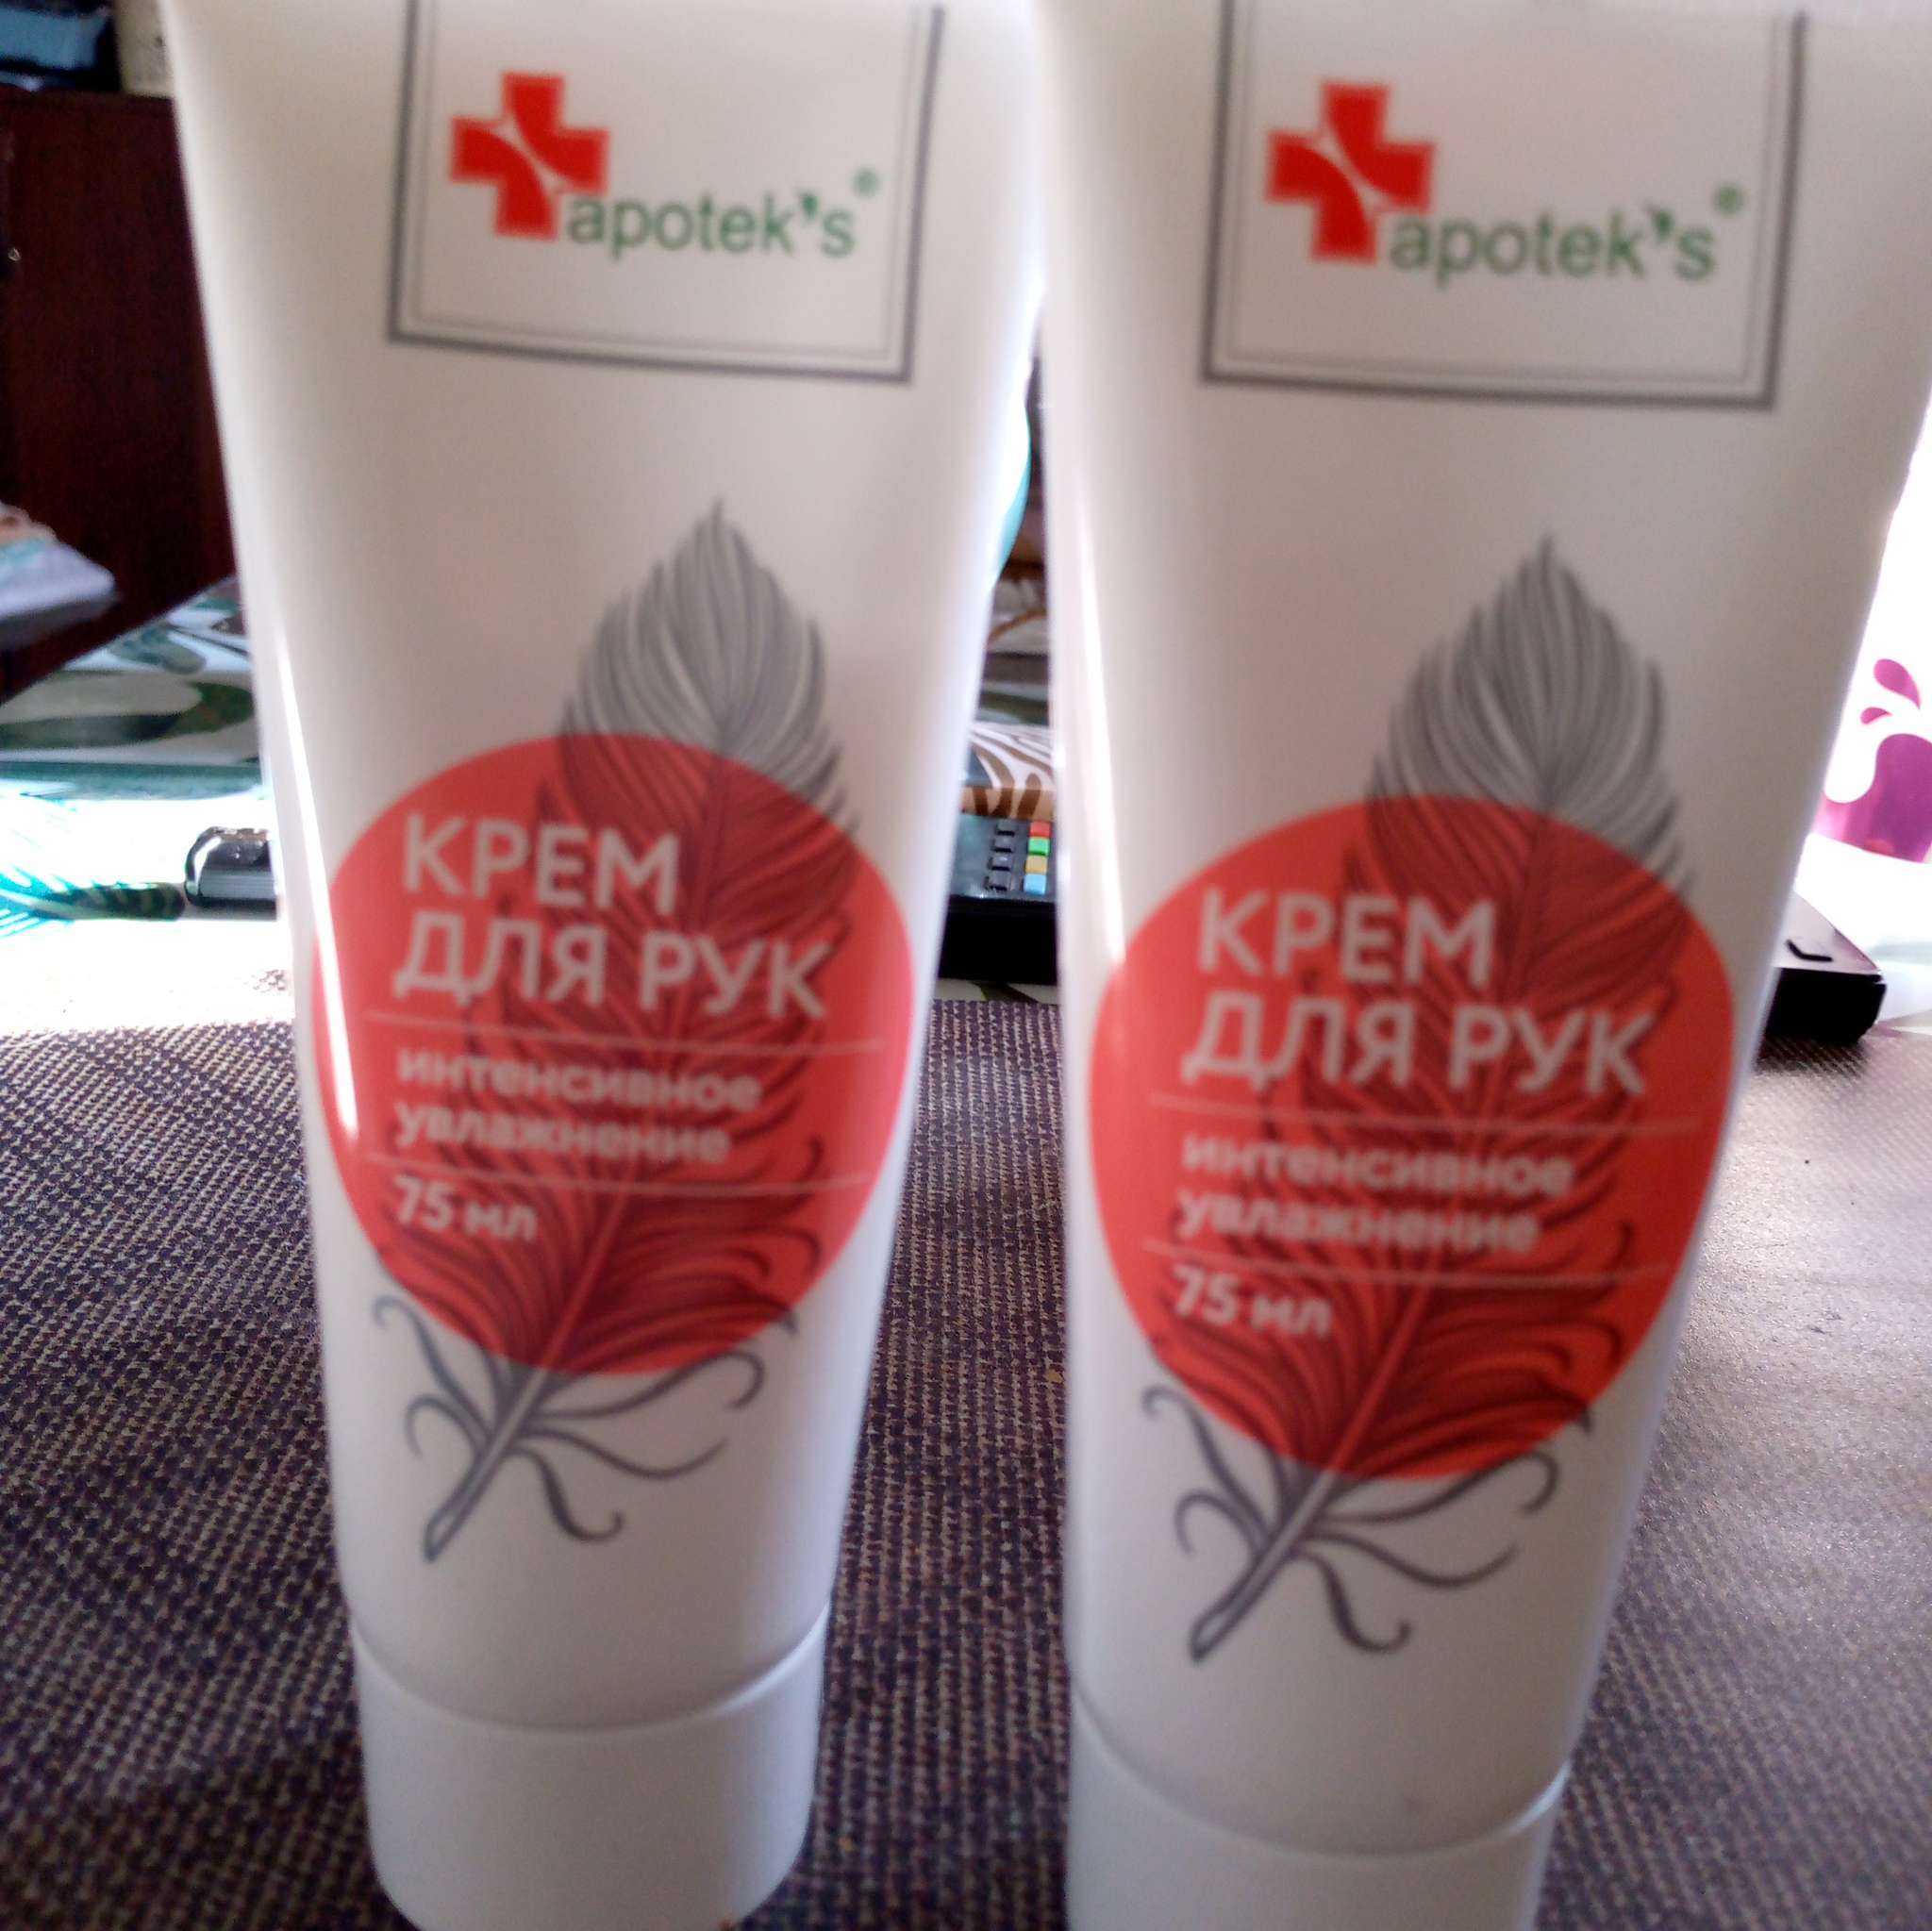 apotek's®
КРЕМ
ДЛЯ РУК
интенсивное
увлажнение
75 мл
apotek's®
КРЕМ
ДЛЯ РУК
интенсивное
увлажнение
75 мл